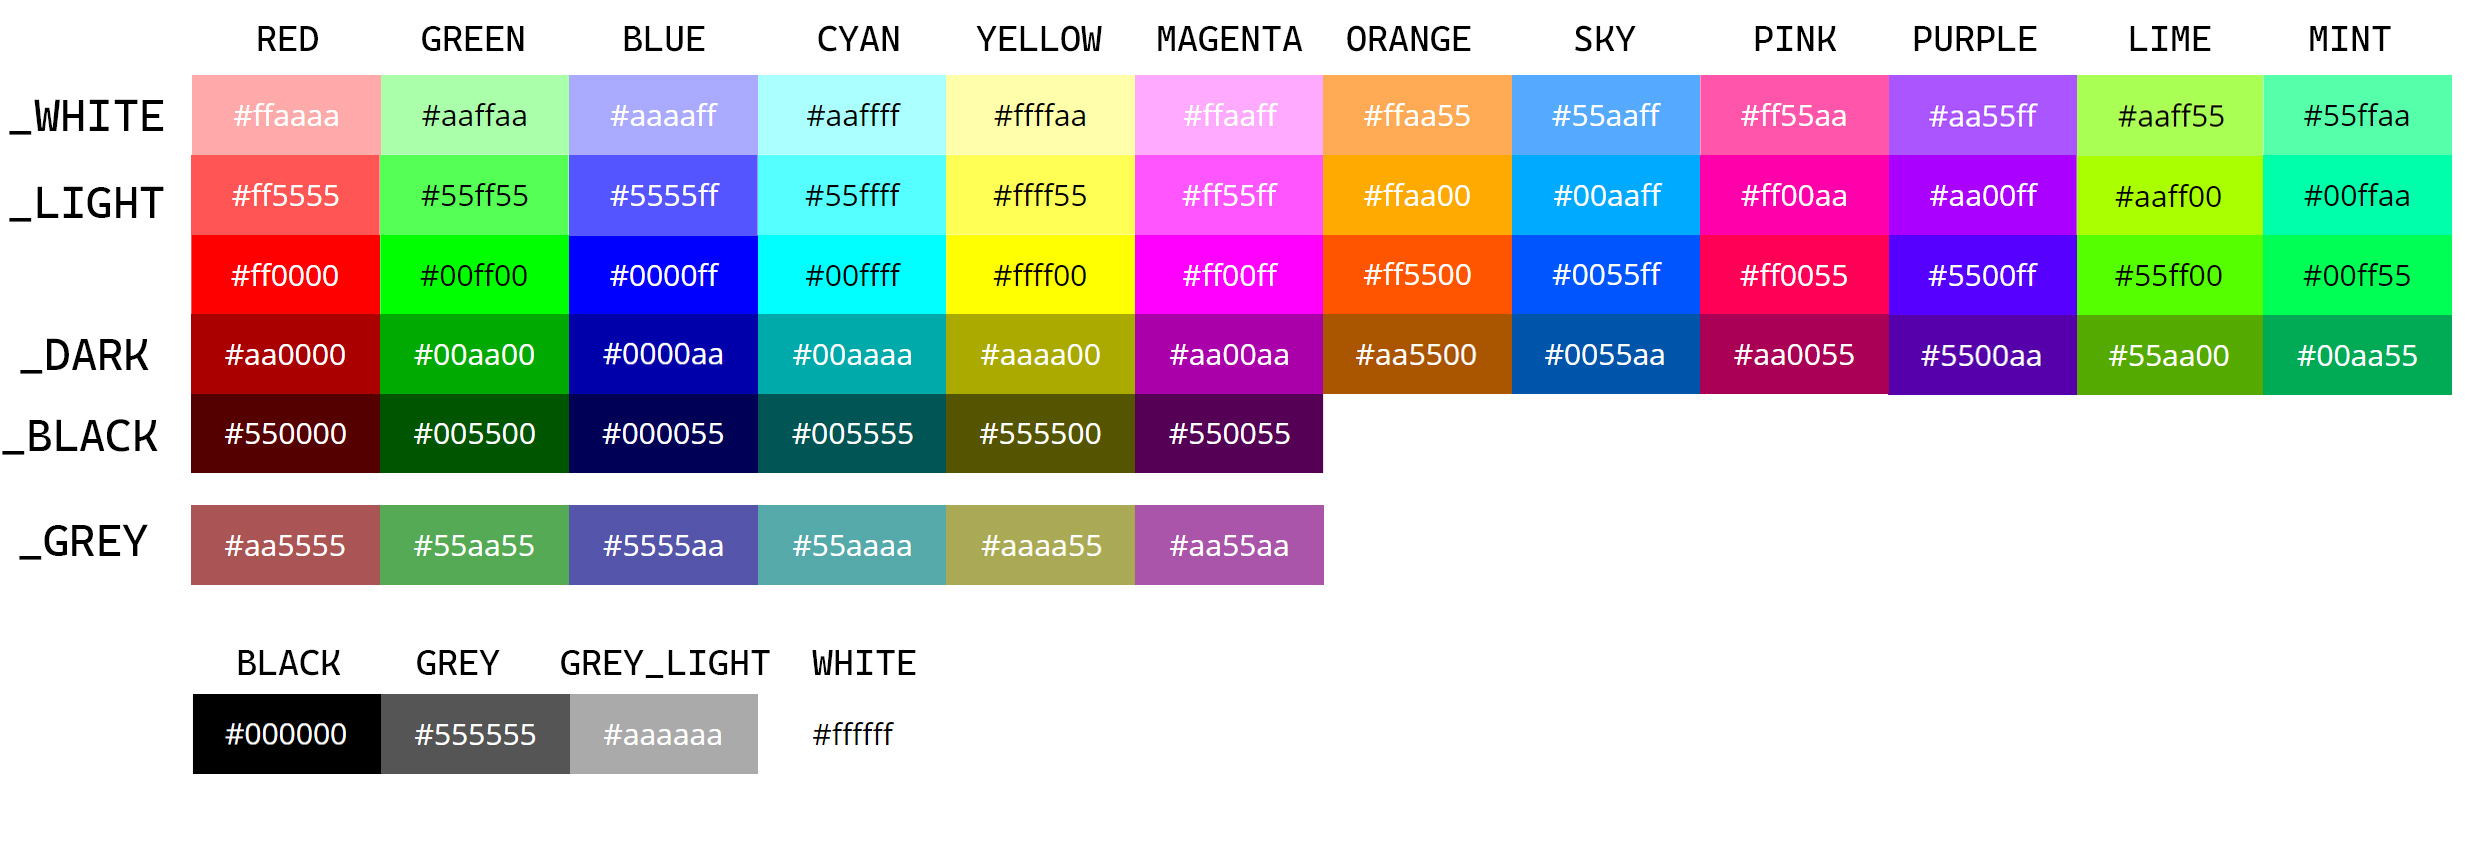 RED GREEN BLUE CYAN YELLOW MAGENTA ORANGE SKY PINK PURPLE LIME MINT
_WHITE #ffaaaa #aaffaa #aaaaff #aaffff #ffffaa #ffaaff #ffaa55 #55aaff #ff55aa #aa55ff #aaff55 #55ffaa
_LIGHT #ff5555 #55ff55 #5555ff #55ffff #ffff55 #ff55ff #ffaa00 #00aaff #ff00aa #aa00ff #aaff00 #00ffaa
#ff0000 #00ff00 #0000ff #00ffff #ffff00 #ff00ff #ff5500 #0055ff #ff0055 #5500ff #55ff00 #00ff55
_DARK #aa0000 #00aa00 #0000aa #00aaaa #aaaa00 #aa00aa #aa5500 #0055aa #aa0055 #5500aa #55aa00 #00aa55
_BLACK #550000 #005500 #000055 #005555 #555500 #550055
_GREY #aa5555 #55aa55 #5555aa #55aaaa #aaaa55 #aa55aa
BLACK GREY GREY_LIGHT WHITE
#000000 #555555 #aaaaaa #ffffff